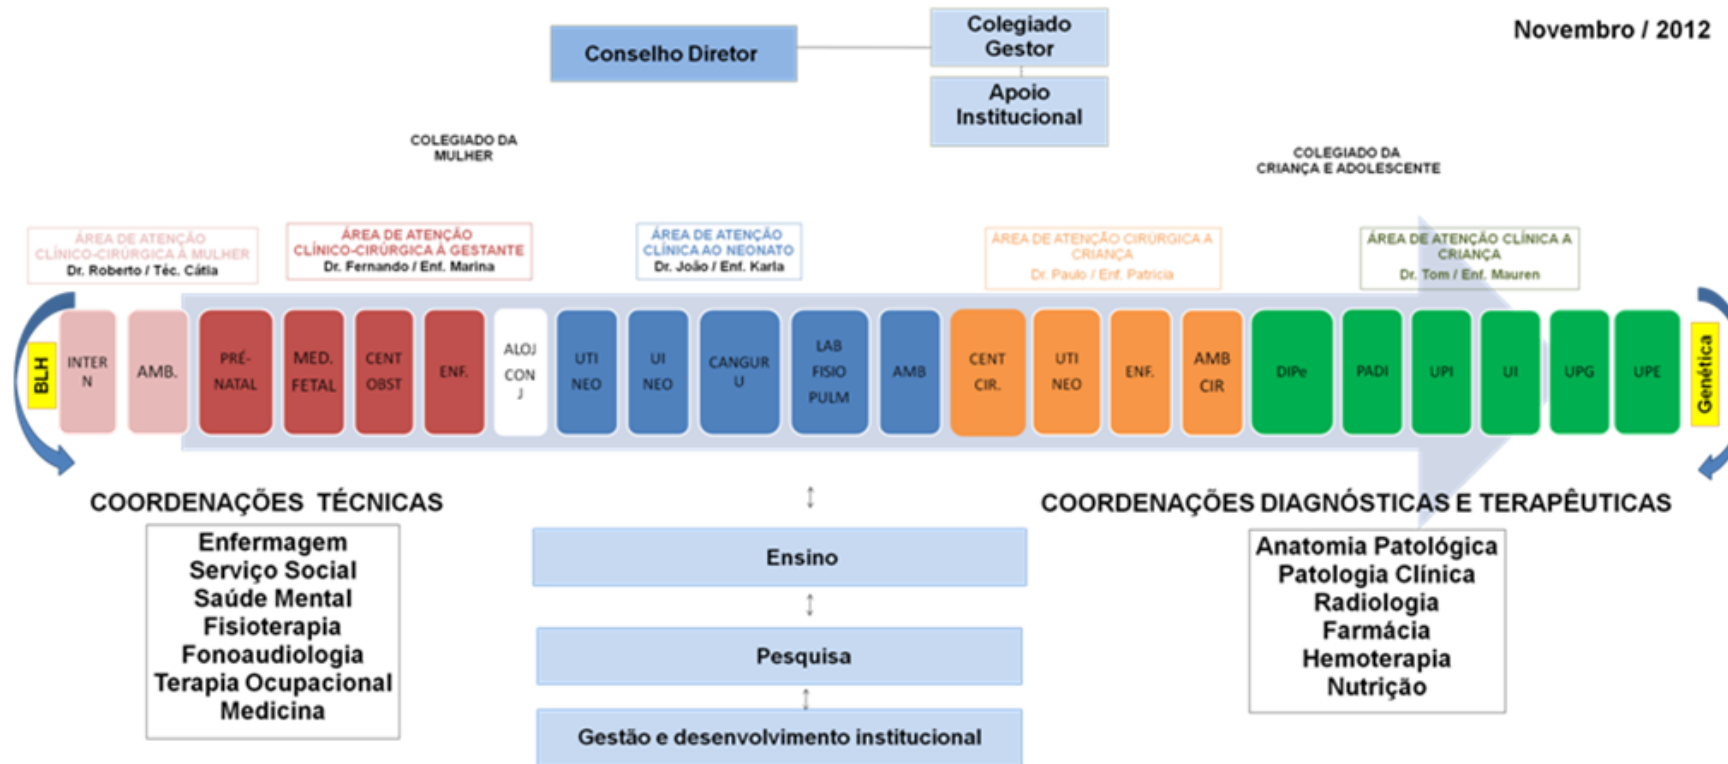 Novembro / 2012
Conselho Diretor
Colegiado
Gestor
Apoio
Institucional
COLEGIADO DA
MULHER
COLEGIADO DA
CRIANÇA E ADOLESCENTE
ÁREA DE ATENÇÃO
CLÍNICO-CIRÚRGICA À MULHER
Dr. Roberto / Téc. Cátia
ÁREA DE ATENÇÃO
CLÍNICO-CIRÚRGICA À GESTANTE
Dr. Fernando / Enf. Marina
ÁREA DE ATENÇÃO
CLÍNICA AO NEONATO
Dr. João / Enf. Karla
ÁREA DE ATENÇÃO CIRÚRGICA A
CRIANÇA
Dr. Paulo / Enf. Patricia
ÁREA DE ATENÇÃO CLÍNICA A
CRIANÇA
Dr. Tom / Enf. Mauren
BLH
INTER
N
AMB.
PRÉ-
NATAL
MED.
FETAL
CENT
OBST
ENF.
ALOJ
CON
J
UTI
NEO
UI
NEO
CANGUR
U
LAB
FISIO
PULM
AMB
CENT
CIR.
UTI
NEO
ENF.
AMB
CIR
DIPe
PADI
UPI
UI
UPG
UPE
Genética
COORDENAÇÕES TÉCNICAS
Enfermagem
Serviço Social
Saúde Mental
Fisioterapia
Fonoaudiologia
Terapia Ocupacional
Medicina
Ensino
Pesquisa
Gestão e desenvolvimento institucional
COORDENAÇÕES DIAGNÓSTICAS E TERAPÊUTICAS
Anatomia Patológica
Patologia Clínica
Radiologia
Farmácia
Hemoterapia
Nutrição